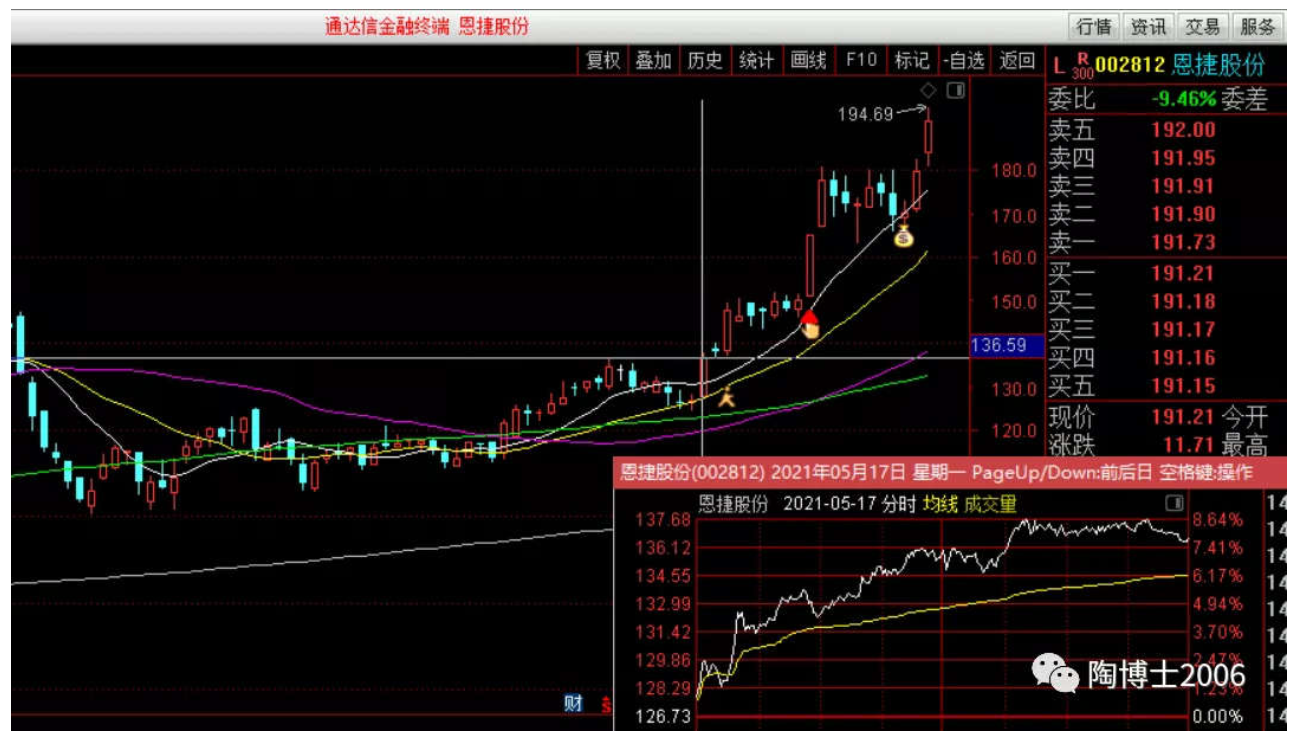 通达信金融终端 恩捷股份
行情 资讯 交易 服务
复权 叠加 历史 统计 画线 F10 标记 -自选 返回
L R 300 002812 恩捷股份
委比 -9.46% 委差
卖五 192.00
卖四 191.95
卖三 191.91
卖二 191.90
卖一 191.73
买一 191.21
买二 191.18
买三 191.17
买四 191.16
买五 191.15
现价 191.21 今开
涨跌 11.71 最高
194.69
180.0
170.0
160.0
150.0
136.59
130.0
120.0
恩捷股份(002812) 2021年05月17日 星期一 PageUp/Down:前后日 空格键:操作
恩捷股份 2021-05-17 分时 均线 成交量
137.68 8.64%
136.12 7.41%
134.55 6.17%
132.99 4.94%
131.42 3.70%
129.86 2.47%
128.29 1.23%
126.73 0.00%
14
14
14
14
14
14
14
14
14
财
$
陶博士2006